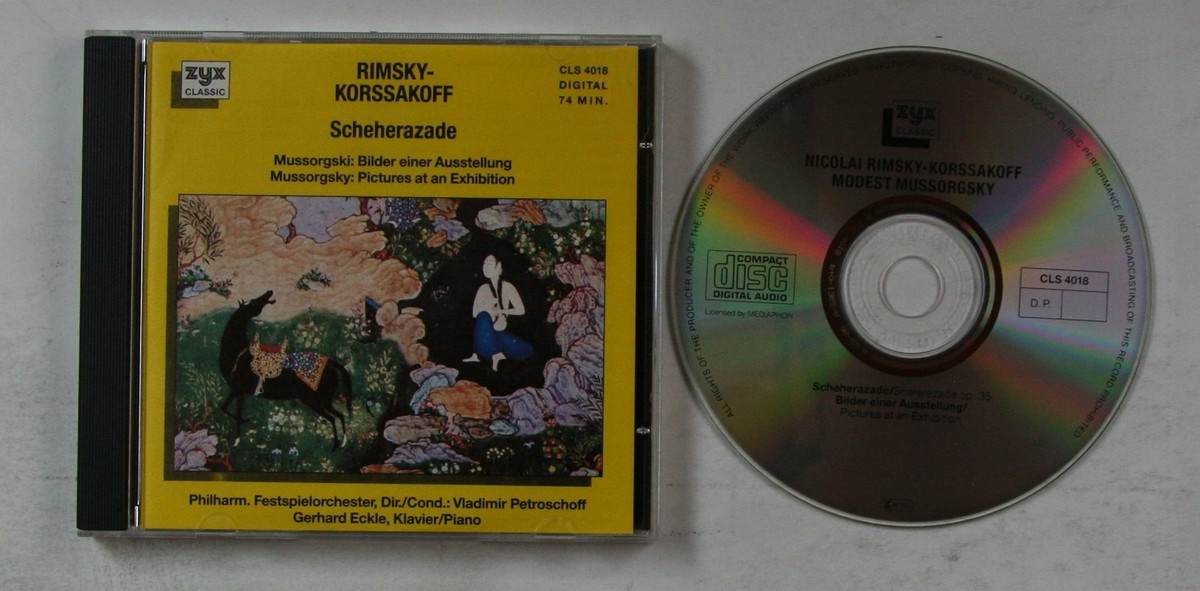 zyx
CLASSIC
RIMSKY-
KORSSAKOFF
CLS 4018
DIGITAL
74 MIN.
Scheherazade
Mussorgski: Bilder einer Ausstellung
Mussorgsky: Pictures at an Exhibition
Philharm. Festspielorchester, Dir./Cond.: Vladimir Petroschoff
Gerhard Eckle, Klavier/Piano
zyx
CLASSIC
NICOLAI RIMSKY-KORSSAKOFF
MODEST MUSSORGSKY
COMPACT
disc
DIGITAL AUDIO
Licensed by MEDIAPHON
CLS 4018
D.P.
Scheherazade/Sheherazade op. 35
Bilder einer Ausstellung/
Pictures at an Exhibition
ALL RIGHTS OF THE PRODUCER AND OF THE OWNER OF THE WORK REPRODUCED RESERVED. UNAUTHORIZED COPYING, HIRING, LENDING, PUBLIC PERFORMANCE AND BROADCASTING OF THIS RECORD PROHIBITED